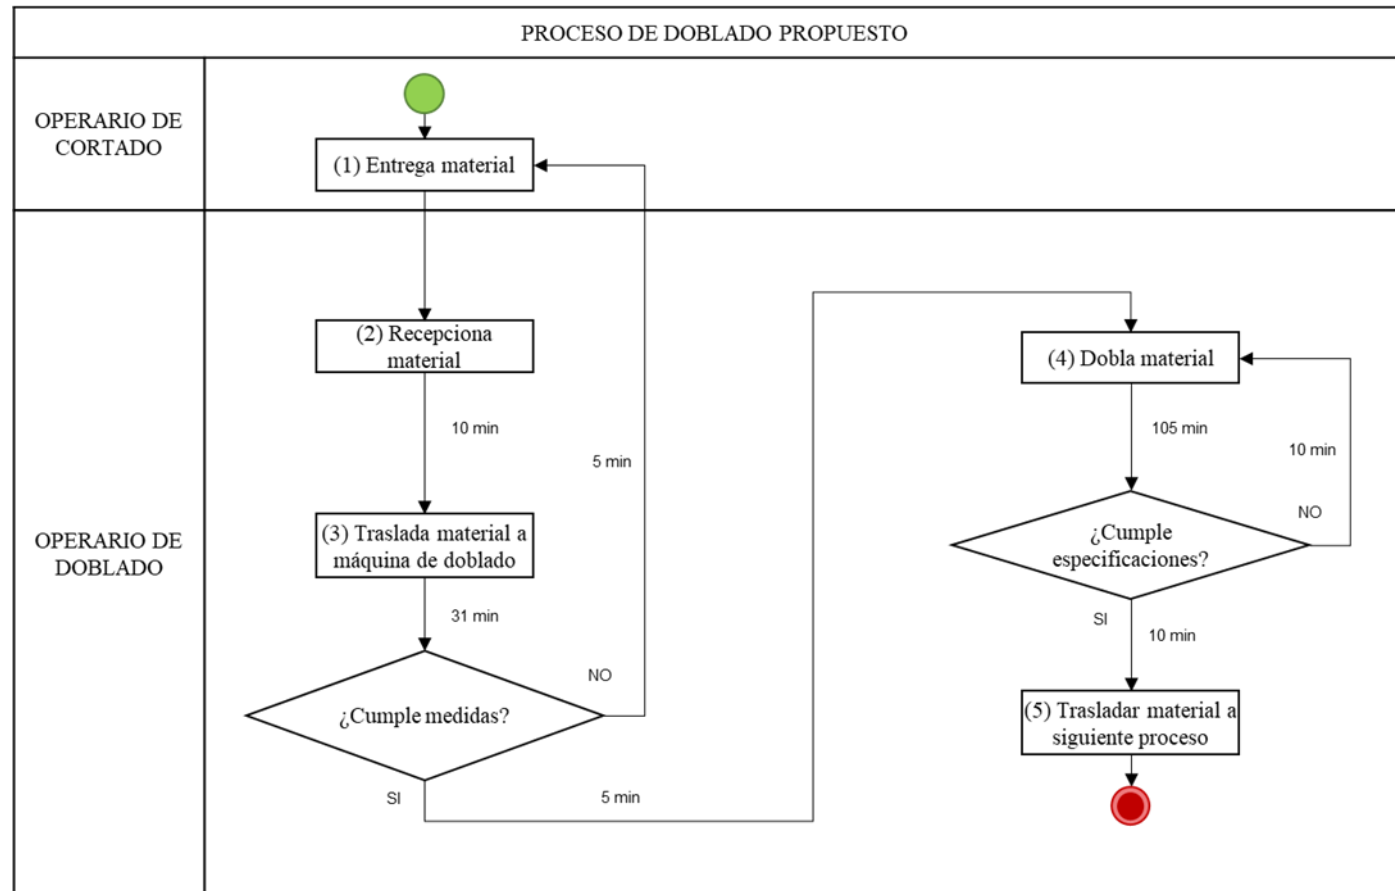 PROCESO DE DOBLADO PROPUESTO
OPERARIO DE
CORTADO
(1) Entrega material
OPERARIO DE
DOBLADO
(2) Recepciona
material
10 min
5 min
(3) Traslada material a
máquina de doblado
31 min
¿Cumple medidas?
NO
SI
5 min
(4) Dobla material
105 min
10 min
¿Cumple
especificaciones?
NO
SI
10 min
(5) Trasladar material a
siguiente proceso